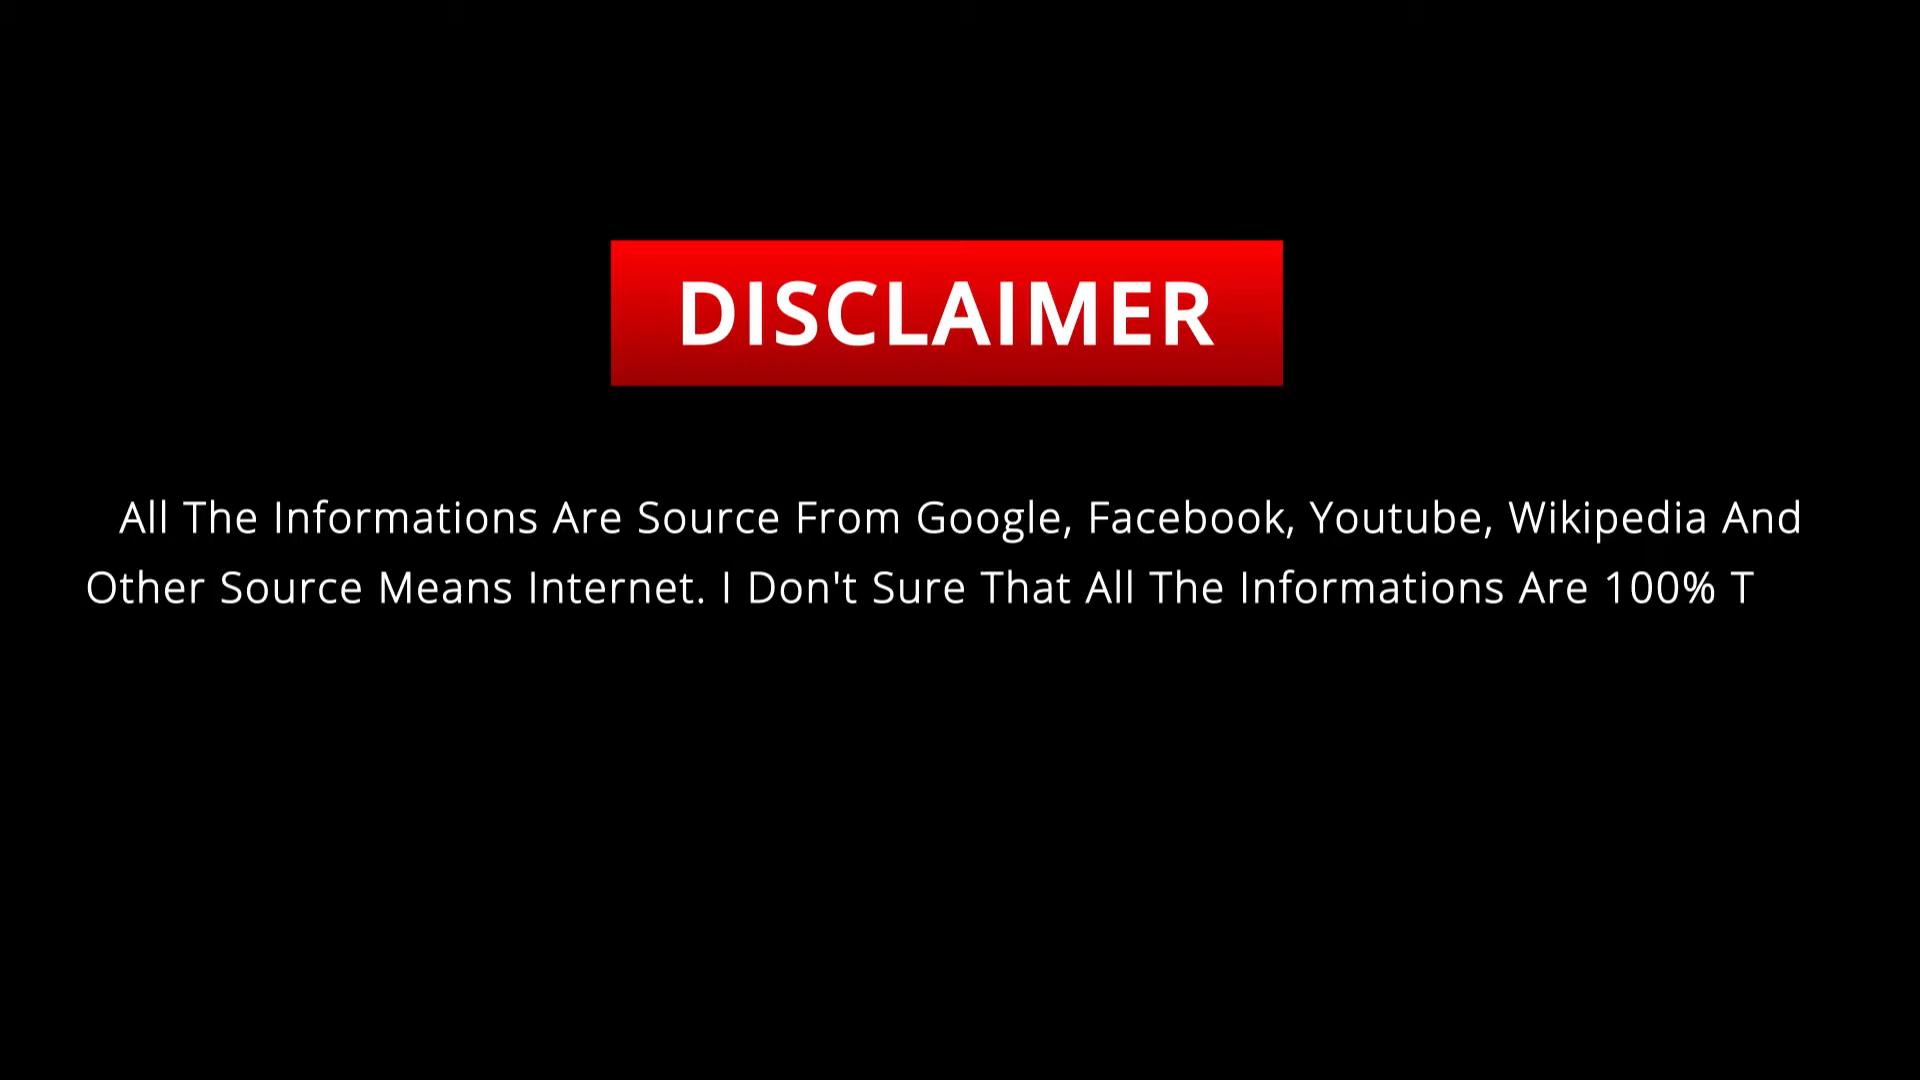 DISCLAIMER
All The Informations Are Source From Google, Facebook, Youtube, Wikipedia And
Other Source Means Internet. I Don't Sure That All The Informations Are 100% T